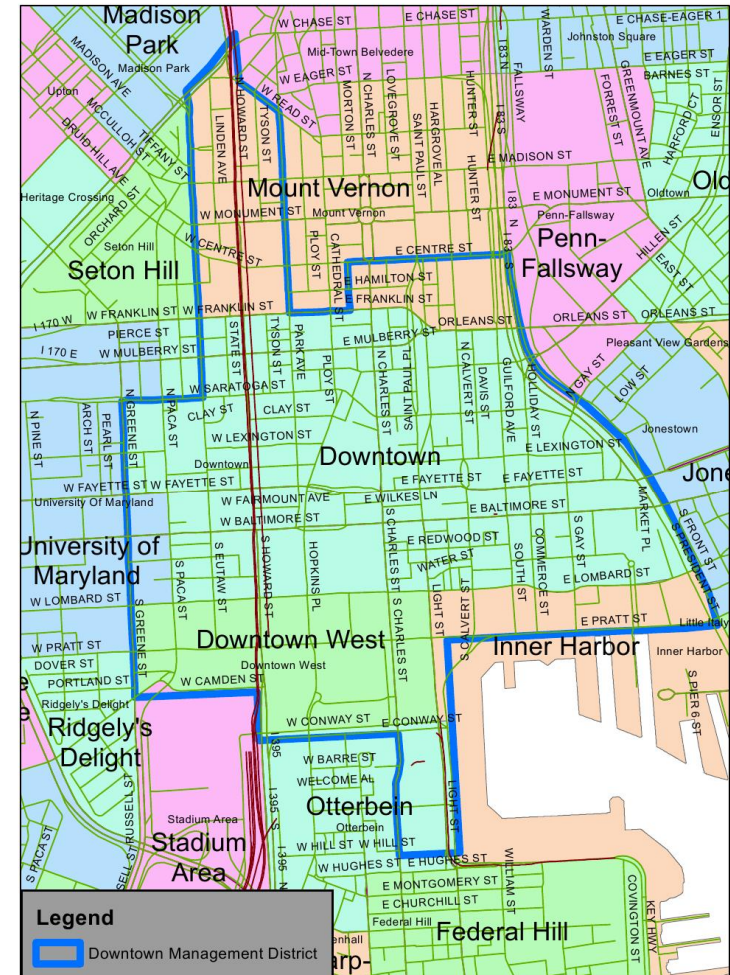 Madison
Park
W CHASE ST
E CHASE ST
WARDEN ST
E CHASE-EAGER 1
Johnston Square
MADISON AVE
Madison Park
Mid-Town Belvedere
E EAGER ST
BARNES ST
Upton
MCCULLOH ST
DRUID HILL AVE
TIFFANY ST
N HOWARD ST
W EAGER ST
W READ ST
TYSON ST
LINDEN AVE
MORTON ST
N CHARLES ST
LOVEGROVE ST
SAINT PAUL ST
HARGROVEAL
HUNTER ST
I 83 N
I 83 S
FALLSWAY
FORREST ST
GREENMOUNT AVE
HARFORD CT
ENSOR ST
E MADISON ST
Mount Vernon
HUNTER ST
E MONUMENT ST
Oldtown
Old
Heritage Crossing
ORCHARD ST
W MONUMENT ST
Mount Vernon
I 83 N
I 83 S
Penn-Fallsway
Penn-
Fallsway
HILLEN ST
EAST ST
Seton Hill
Seton Hill
W CENTRE ST
PLOY ST
CATHEDRAL ST
E CENTRE ST
E HAMILTON ST
E FRANKLIN ST
I 170 W
W FRANKLIN ST
W FRANKLIN ST
ORLEANS ST
ORLEANS ST
ORLEANS ST
PIERCE ST
I 170 E
W MULBERRY ST
STATE ST
TYSON ST
PARK AVE
PLOY ST
E MULBERRY ST
N CHARLES ST
SAINT PAUL PL
N CALVERT ST
DAVIS ST
GUILFORD AVE
HOLLIDAY ST
Pleasant View Gardens
N GAY ST
LOW ST
W SARATOGA ST
N PINE ST
ARCH ST
PEARL ST
N GREENE ST
N PACA ST
CLAY ST
CLAY ST
W LEXINGTON ST
Jonestown
E LEXINGTON ST
Downtown
Downtown
Jone
W FAYETTE ST
W FAYETTE ST
E FAYETTE ST
E FAYETTE ST
University Of Maryland
W FAIRMOUNT AVE
E WILKES LN
W BALTIMORE ST
E BALTIMORE ST
MARKET PL
S FRONT ST
S PRESIDENT ST
University of
Maryland
S PACA ST
S EUTAW ST
S HOWARD ST
HOPKINS PL
S CHARLES ST
E REDWOOD ST
WATER ST
SOUTH ST
COMMERCE ST
S GAY ST
E LOMBARD ST
W LOMBARD ST
S GREENE ST
S CHARLES ST
LIGHT ST
S CALVERT ST
E PRATT ST
Little Italy
W PRATT ST
DOVER ST
PORTLAND ST
Downtown West
Downtown West
Inner Harbor
Inner Harbor
W CAMDEN ST
S PIER 6 ST
Ridgely's Delight
Ridgely's
Delight
W CONWAY ST
E CONWAY ST
I 395
W BARRE ST
WELCOME AL
S RUSSELL ST
I 395 S
Otterbein
Otterbein
LIGHT ST
Stadium Area
Stadium
Area
S PACA ST
W HILL ST
W HILL ST
W HUGHES ST
E HUGHES ST
I 395 N
E MONTGOMERY ST
E CHURCHILL ST
WILLIAM ST
COVINGTON ST
KEY HWY
Federal Hill
Federal Hill
Legend
Downtown Management District
enhall
arp-